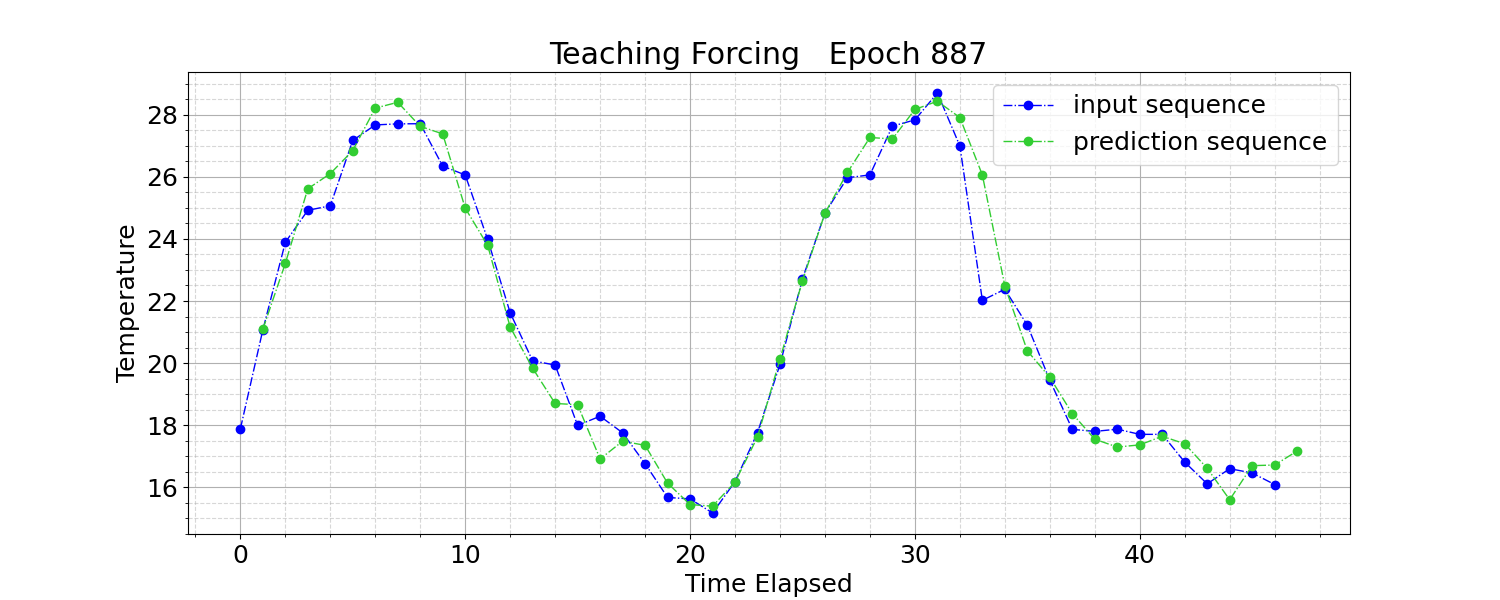 Teaching Forcing   Epoch 887
input sequence
prediction sequence
Temperature
28
26
24
22
20
18
16
0 10 20 30 40
Time Elapsed